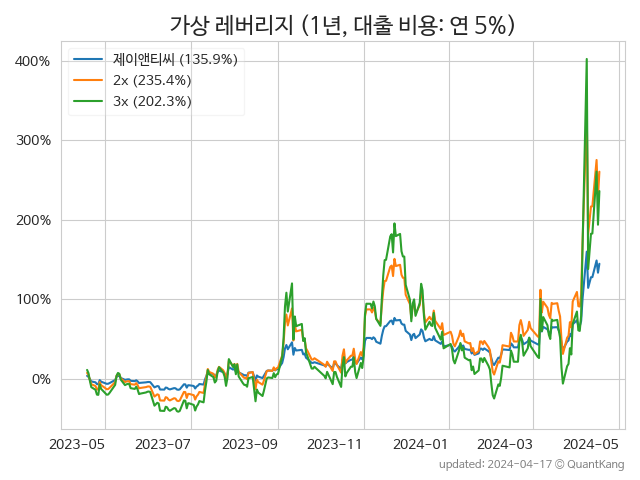 가상 레버리지 (1년, 대출 비용: 연 5%)
제이앤티씨 (135.9%)
2x (235.4%)
3x (202.3%)
400%
300%
200%
100%
0%
2023-05 2023-07 2023-09 2023-11 2024-01 2024-03 2024-05
updated: 2024-04-17 © QuantKang